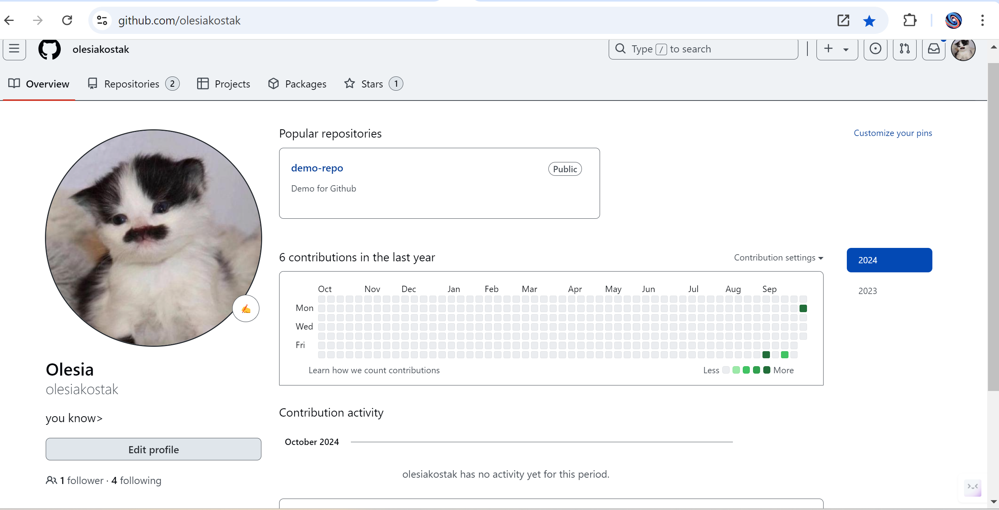 github.com/olesiakostak
olesiakostak
Type / to search
Overview
Repositories 2
Projects
Packages
Stars 1
Popular repositories
Customize your pins
demo-repo
Public
Demo for Github
6 contributions in the last year
Contribution settings
2024
2023
Oct Nov Dec Jan Feb Mar Apr May Jun Jul Aug Sep
Mon
Wed
Fri
Learn how we count contributions
Less More
Olesia
olesiakostak
you know>
Edit profile
1 follower · 4 following
Contribution activity
October 2024
olesiakostak has no activity yet for this period.